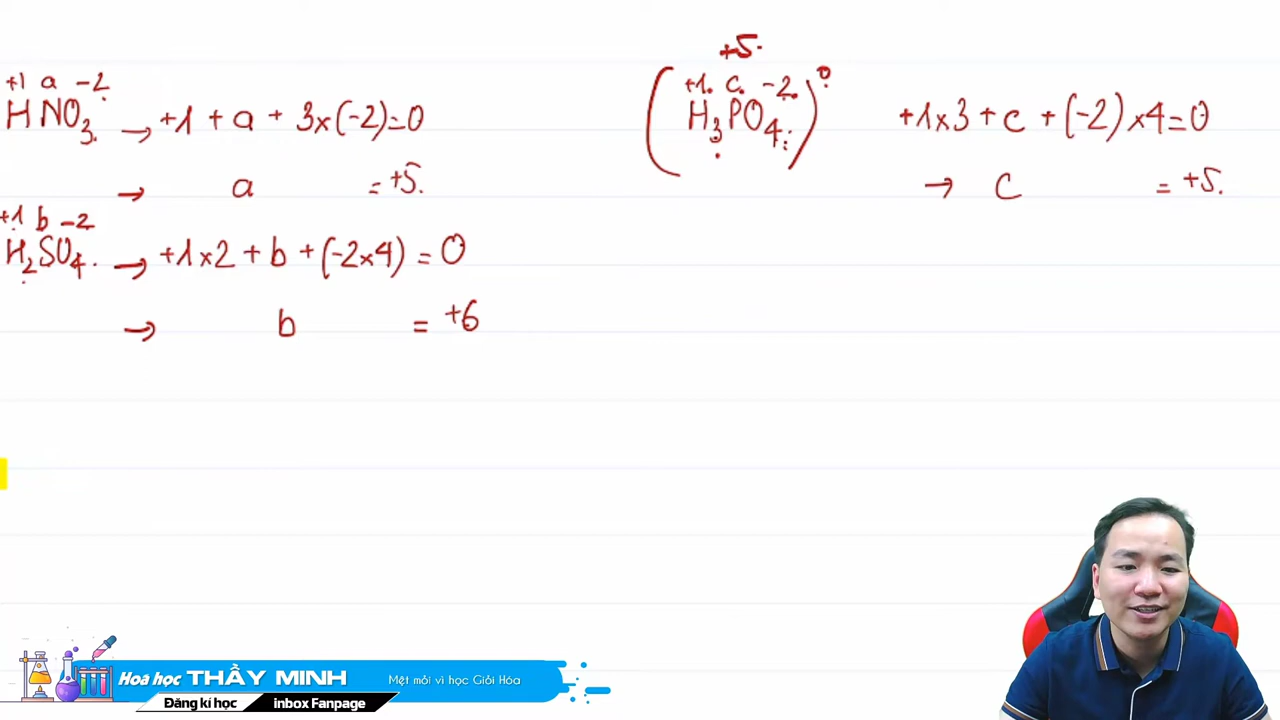 +1 a -2
HNO3 → +1 + a + 3x(-2)=0
→ a = +5.
+1 b -2
H2SO4. → +1x2 + b + (-2x4) = 0
→ b = +6
+5.
+1. c. -2. 0
(H3PO4) +1x3 + c + (-2)x4=0
→ c = +5.
Hoá học THẦY MINH
Mệt mỏi vì học Giỏi Hóa
Đăng kí học inbox Fanpage